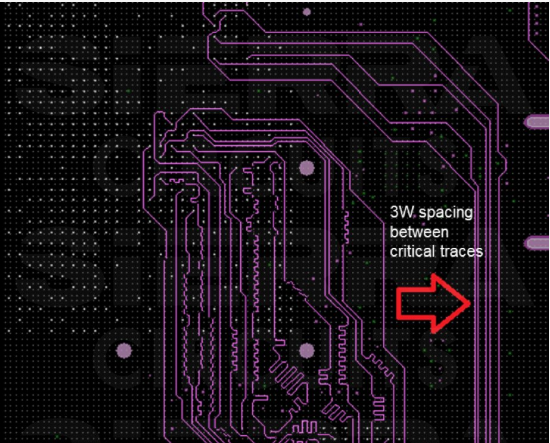 3W spacing
between
critical traces